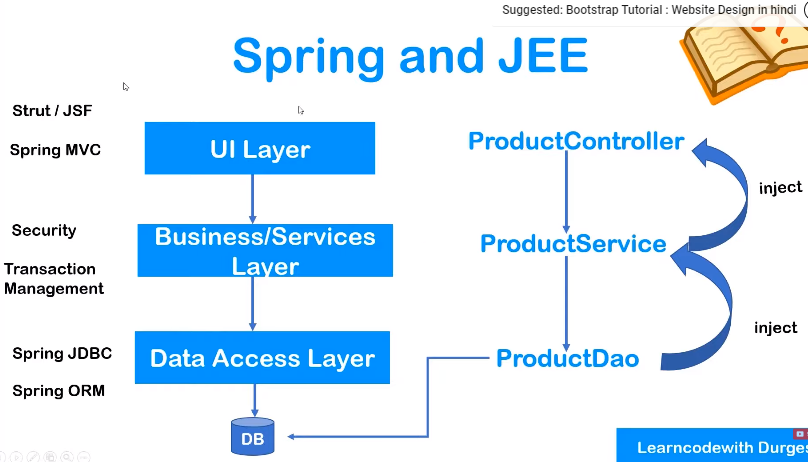 Suggested: Bootstrap Tutorial : Website Design in hindi
Spring and JEE
Strut / JSF
Spring MVC
UI Layer
Security
Transaction
Management
Business/Services
Layer
Spring JDBC
Spring ORM
Data Access Layer
DB
ProductController
inject
ProductService
inject
ProductDao
Learncodewith Durges